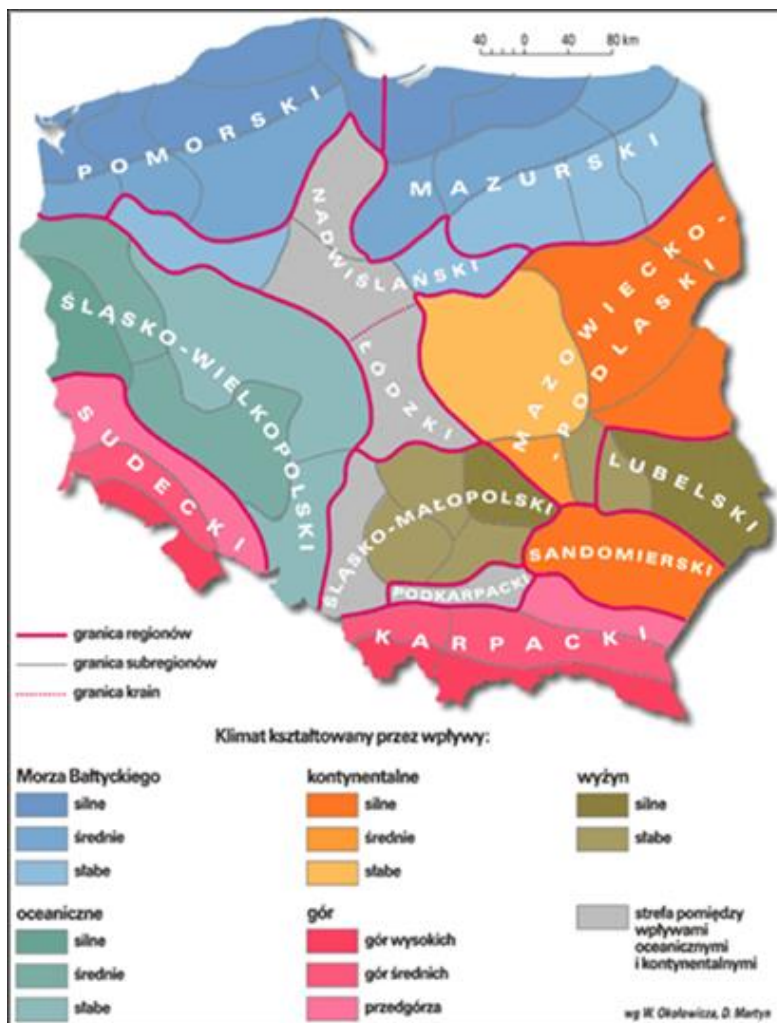 40 0 40 80 km
POMORSKI
MAZURSKI
NADWIŚLAŃSKI
MAZOWIECKO-
-PODLASKI
ŚLĄSKO-WIELKOPOLSKI
ŁÓDZKI
SUDECKI
LUBELSKI
ŚLĄSKO-MAŁOPOLSKI
SANDOMIERSKI
PODKARPACKI
KARPACKI
granica regionów
granica subregionów
granica krain
Klimat kształtowany przez wpływy:
Morza Bałtyckiego
silne
średnie
słabe
kontynentalne
silne
średnie
słabe
wyżyn
silne
słabe
oceaniczne
silne
średnie
słabe
gór
gór wysokich
gór średnich
przedgórza
strefa pomiędzy
wpływami
oceanicznymi
i kontynentalnymi
wg W. Okołowicza, D. Martyn